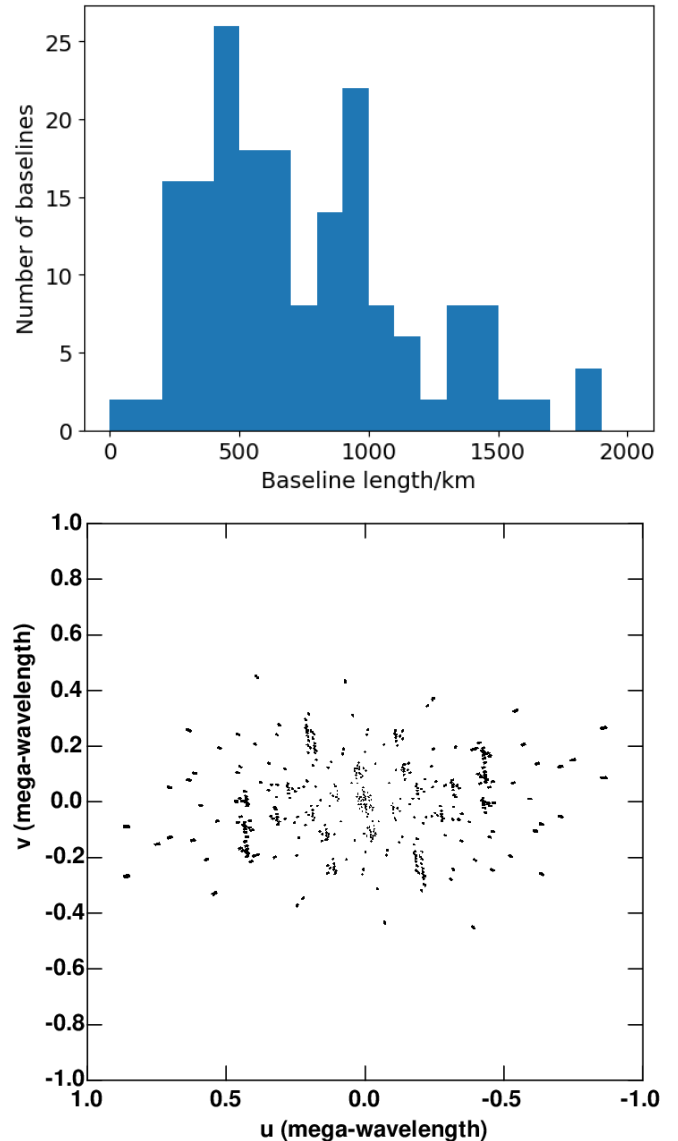 25
20
15
10
5
0
Number of baselines
0 500 1000 1500 2000
Baseline length/km
1.0
0.8
0.6
0.4
0.2
0.0
-0.2
-0.4
-0.6
-0.8
-1.0
v (mega-wavelength)
1.0 0.5 0.0 -0.5 -1.0
u (mega-wavelength)